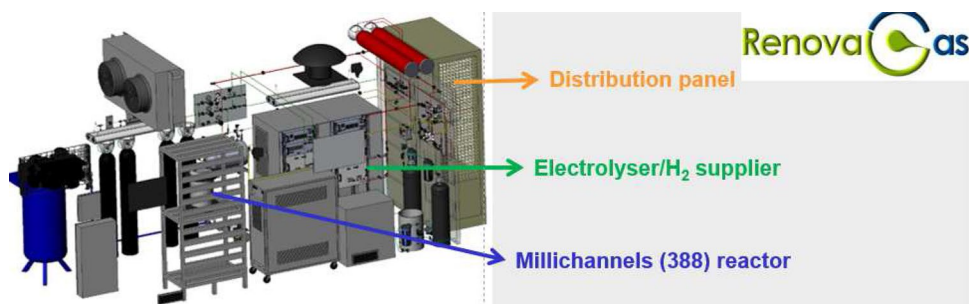 Renovagas
Distribution panel
Electrolyser/H₂ supplier
Millichannels (388) reactor